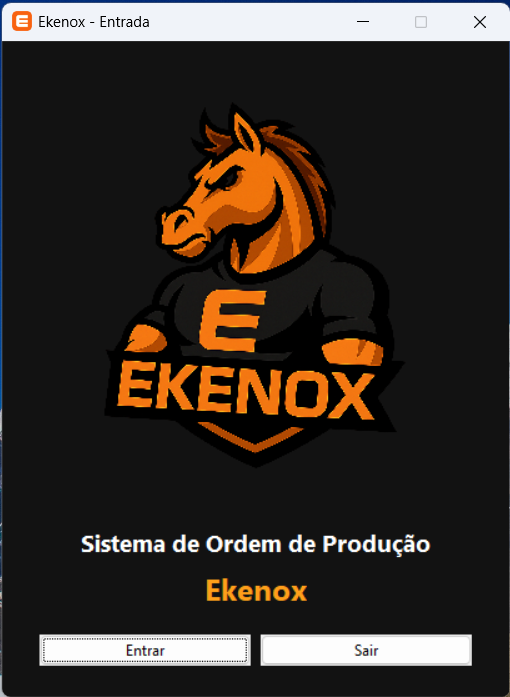 Ekenox - Entrada
E
EKENOX
Sistema de Ordem de Produção
Ekenox
Entrar
Sair